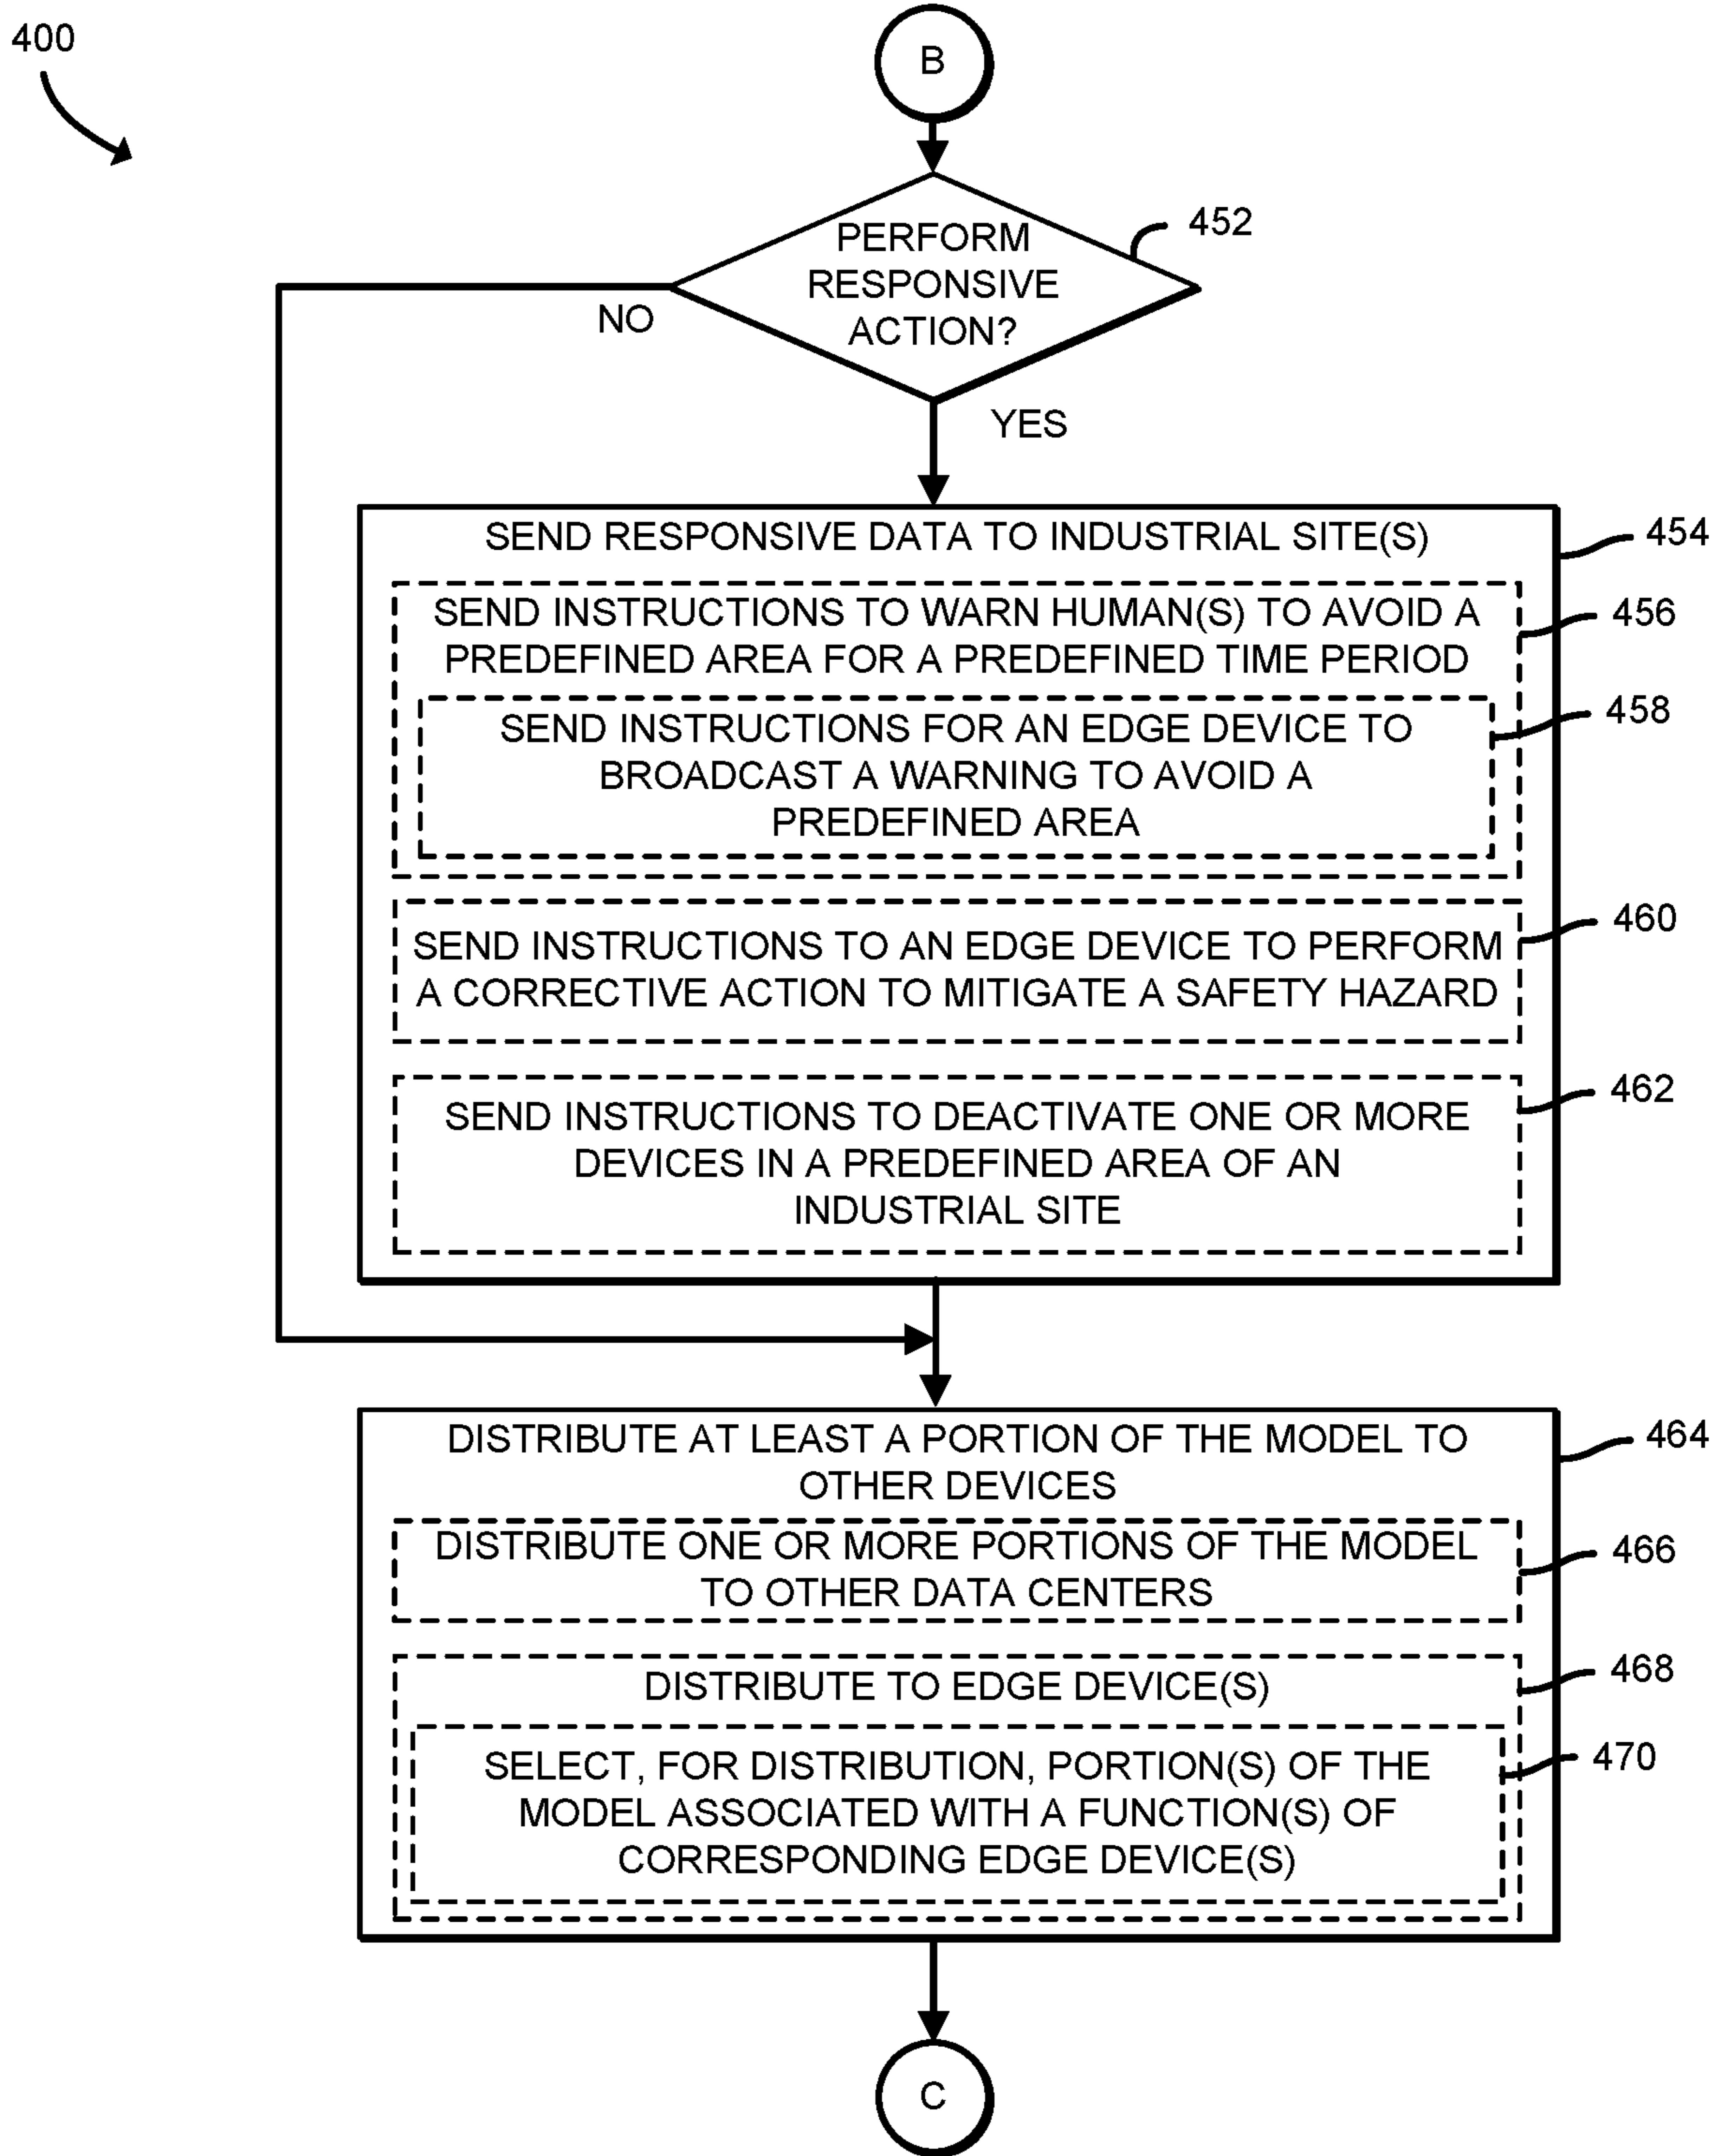 400
B
PERFORM
RESPONSIVE
ACTION?
452
NO
YES
SEND RESPONSIVE DATA TO INDUSTRIAL SITE(S)
454
SEND INSTRUCTIONS TO WARN HUMAN(S) TO AVOID A
PREDEFINED AREA FOR A PREDEFINED TIME PERIOD
456
SEND INSTRUCTIONS FOR AN EDGE DEVICE TO
BROADCAST A WARNING TO AVOID A
PREDEFINED AREA
458
SEND INSTRUCTIONS TO AN EDGE DEVICE TO PERFORM
A CORRECTIVE ACTION TO MITIGATE A SAFETY HAZARD
460
SEND INSTRUCTIONS TO DEACTIVATE ONE OR MORE
DEVICES IN A PREDEFINED AREA OF AN
INDUSTRIAL SITE
462
DISTRIBUTE AT LEAST A PORTION OF THE MODEL TO
OTHER DEVICES
464
DISTRIBUTE ONE OR MORE PORTIONS OF THE MODEL
TO OTHER DATA CENTERS
466
DISTRIBUTE TO EDGE DEVICE(S)
468
SELECT, FOR DISTRIBUTION, PORTION(S) OF THE
MODEL ASSOCIATED WITH A FUNCTION(S) OF
CORRESPONDING EDGE DEVICE(S)
470
C